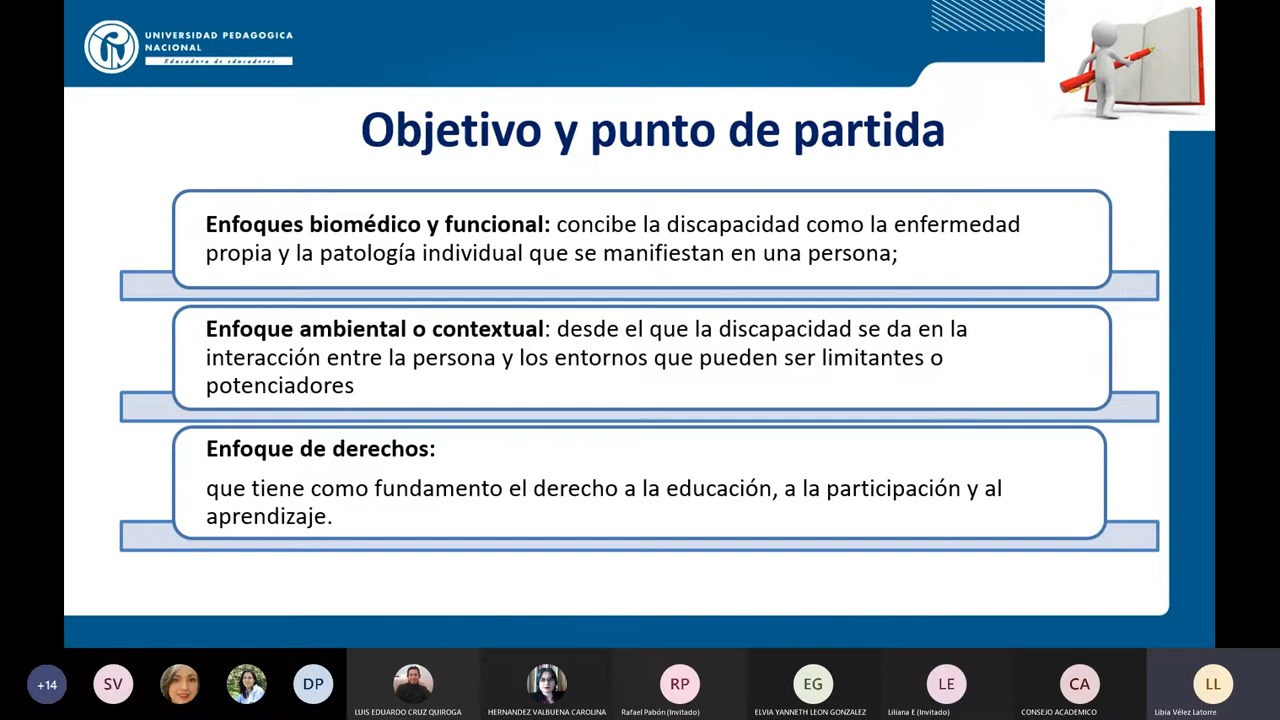 UNIVERSIDAD PEDAGOGICA
NACIONAL
Educadora de educadores
Objetivo y punto de partida
Enfoques biomédico y funcional: concibe la discapacidad como la enfermedad
propia y la patología individual que se manifiestan en una persona;
Enfoque ambiental o contextual: desde el que la discapacidad se da en la
interacción entre la persona y los entornos que pueden ser limitantes o
potenciadores
Enfoque de derechos:
que tiene como fundamento el derecho a la educación, a la participación y al
aprendizaje.
+14
SV
DP
RP
EG
LE
CA
LL
LUIS EDUARDO CRUZ QUIROGA
HERNANDEZ VALBUENA CAROLINA
Rafael Pabón (Invitado)
ELVIA YANNETH LEON GONZALEZ
Liliana E (Invitado)
CONSEJO ACADEMICO
Libia Vélez Latorre